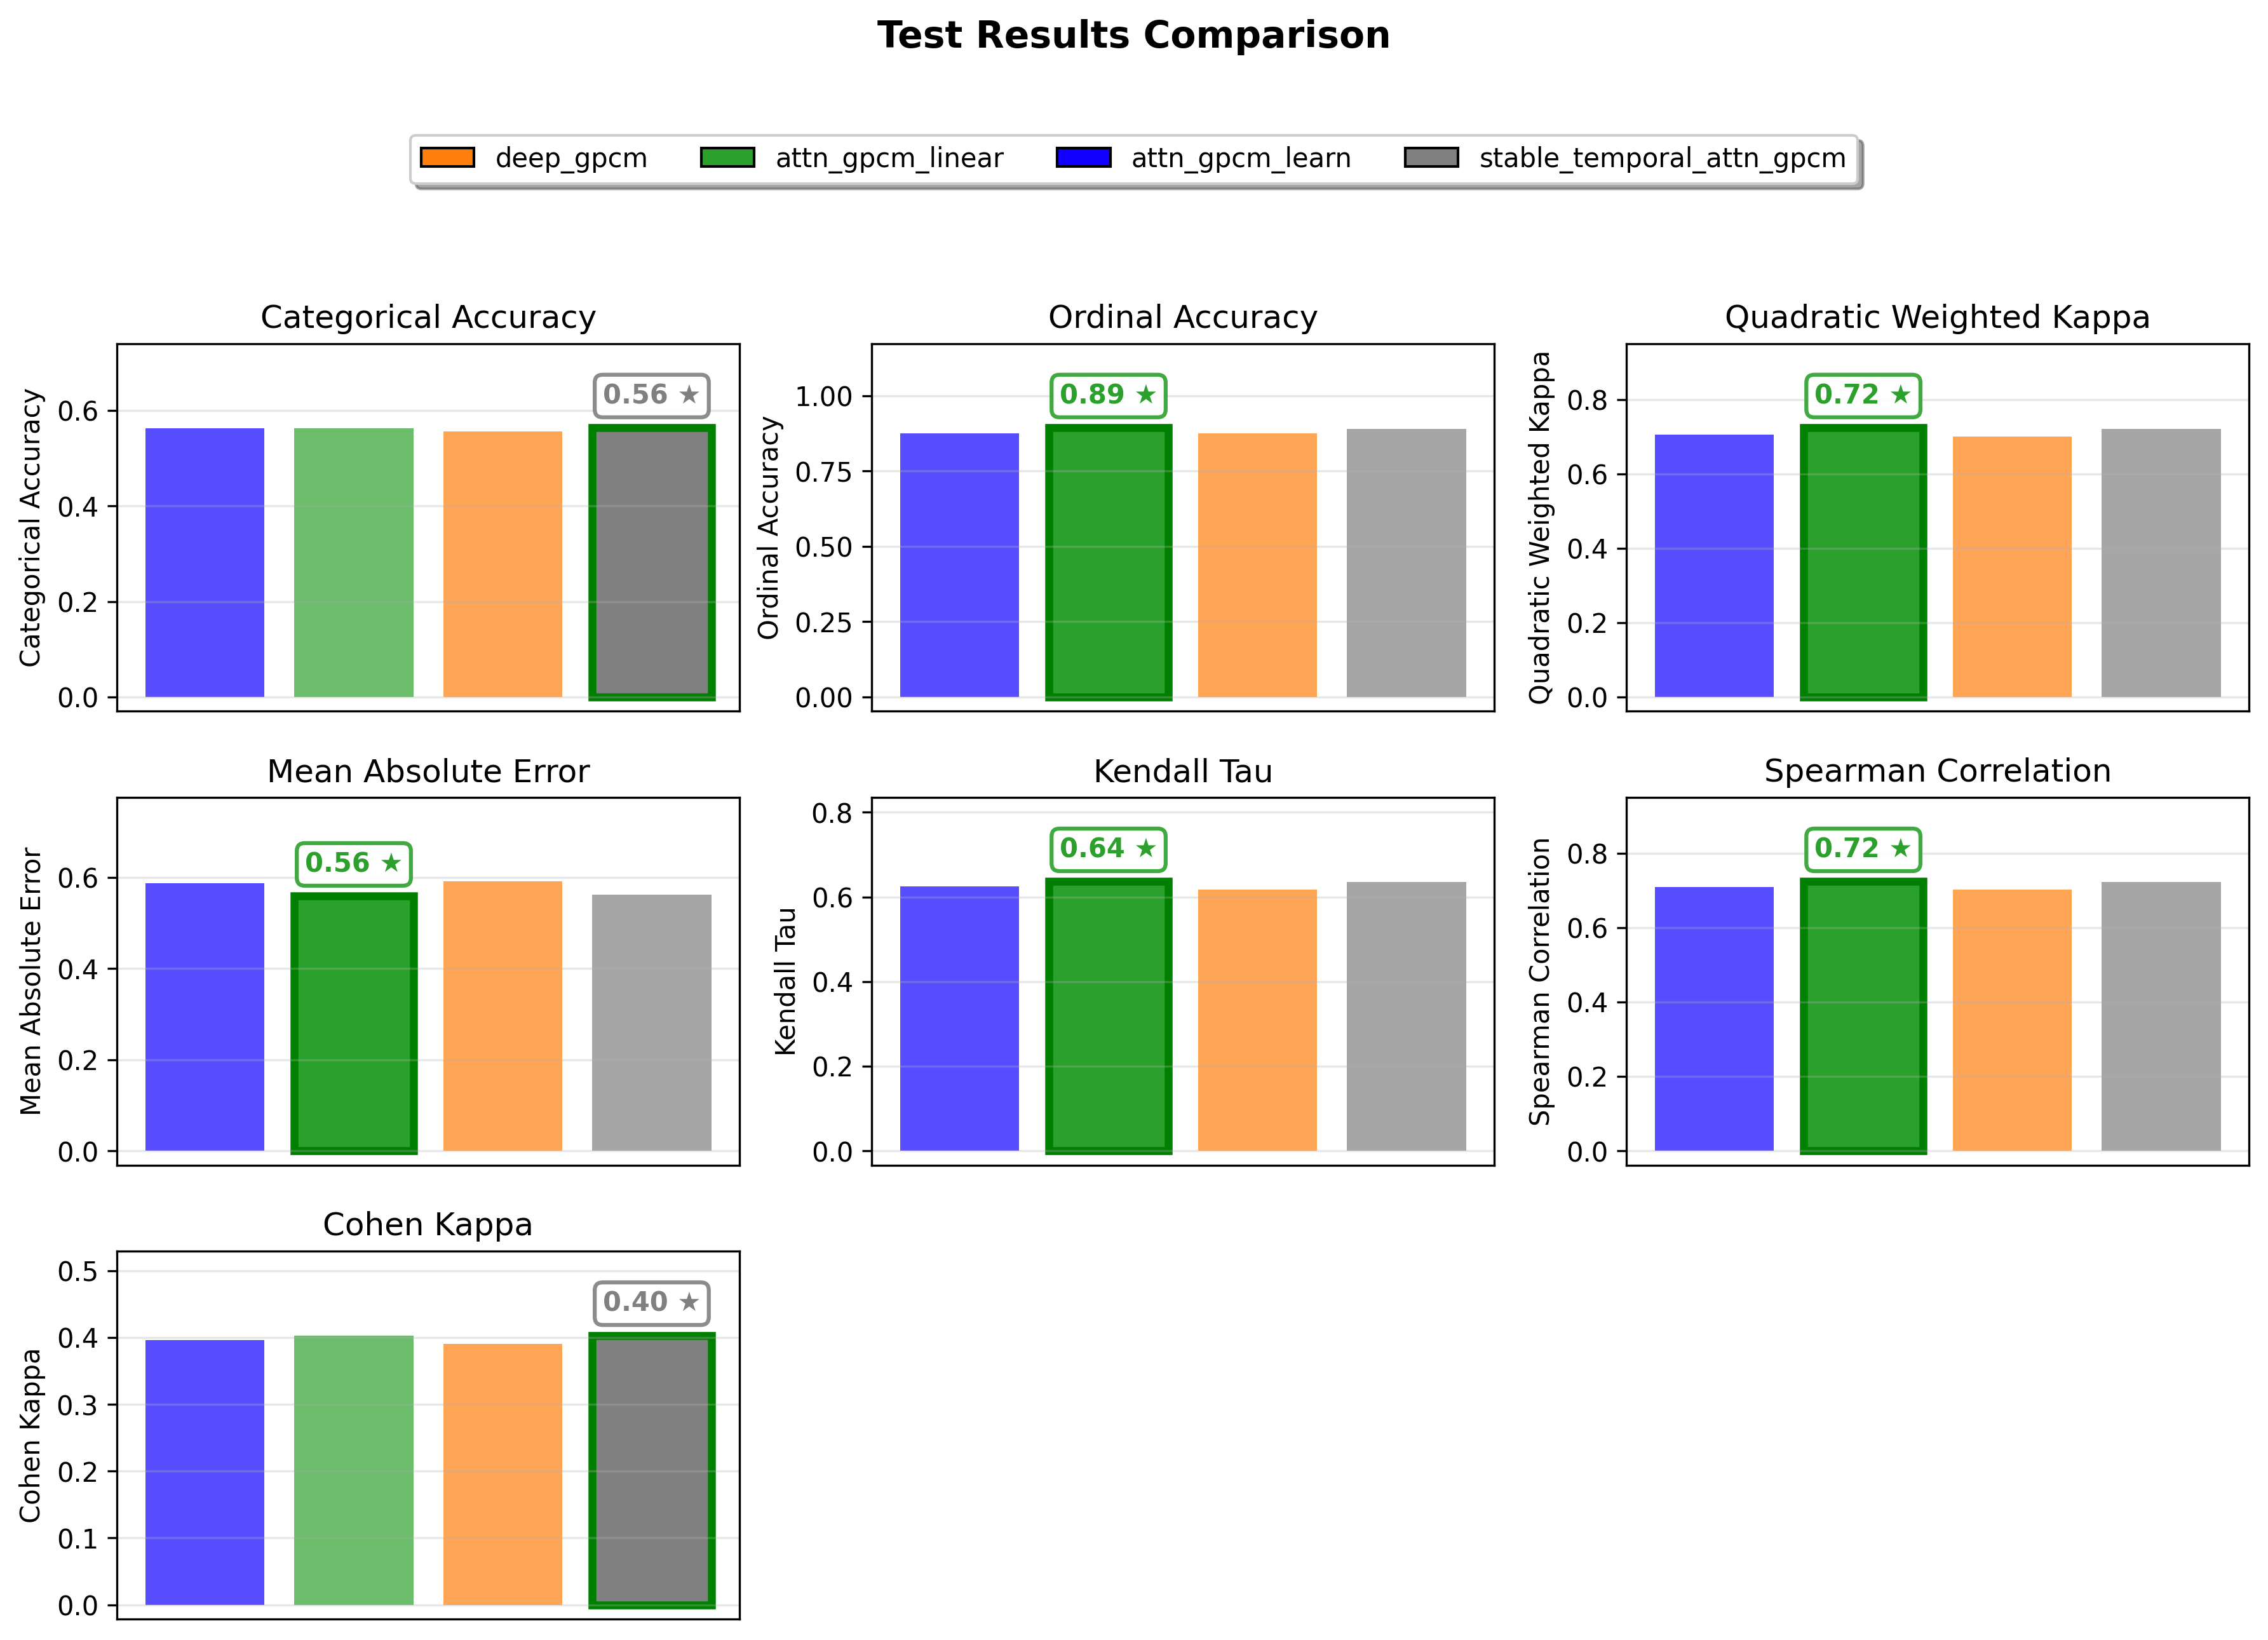 Test Results Comparison
deep_gpcm attn_gpcm_linear attn_gpcm_learn stable_temporal_attn_gpcm
Categorical Accuracy
Categorical Accuracy
0.6
0.4
0.2
0.0
0.56 ★
Ordinal Accuracy
Ordinal Accuracy
1.00
0.75
0.50
0.25
0.00
0.89 ★
Quadratic Weighted Kappa
Quadratic Weighted Kappa
0.8
0.6
0.4
0.2
0.0
0.72 ★
Mean Absolute Error
Mean Absolute Error
0.6
0.4
0.2
0.0
0.56 ★
Kendall Tau
Kendall Tau
0.8
0.6
0.4
0.2
0.0
0.64 ★
Spearman Correlation
Spearman Correlation
0.8
0.6
0.4
0.2
0.0
0.72 ★
Cohen Kappa
Cohen Kappa
0.5
0.4
0.3
0.2
0.1
0.0
0.40 ★